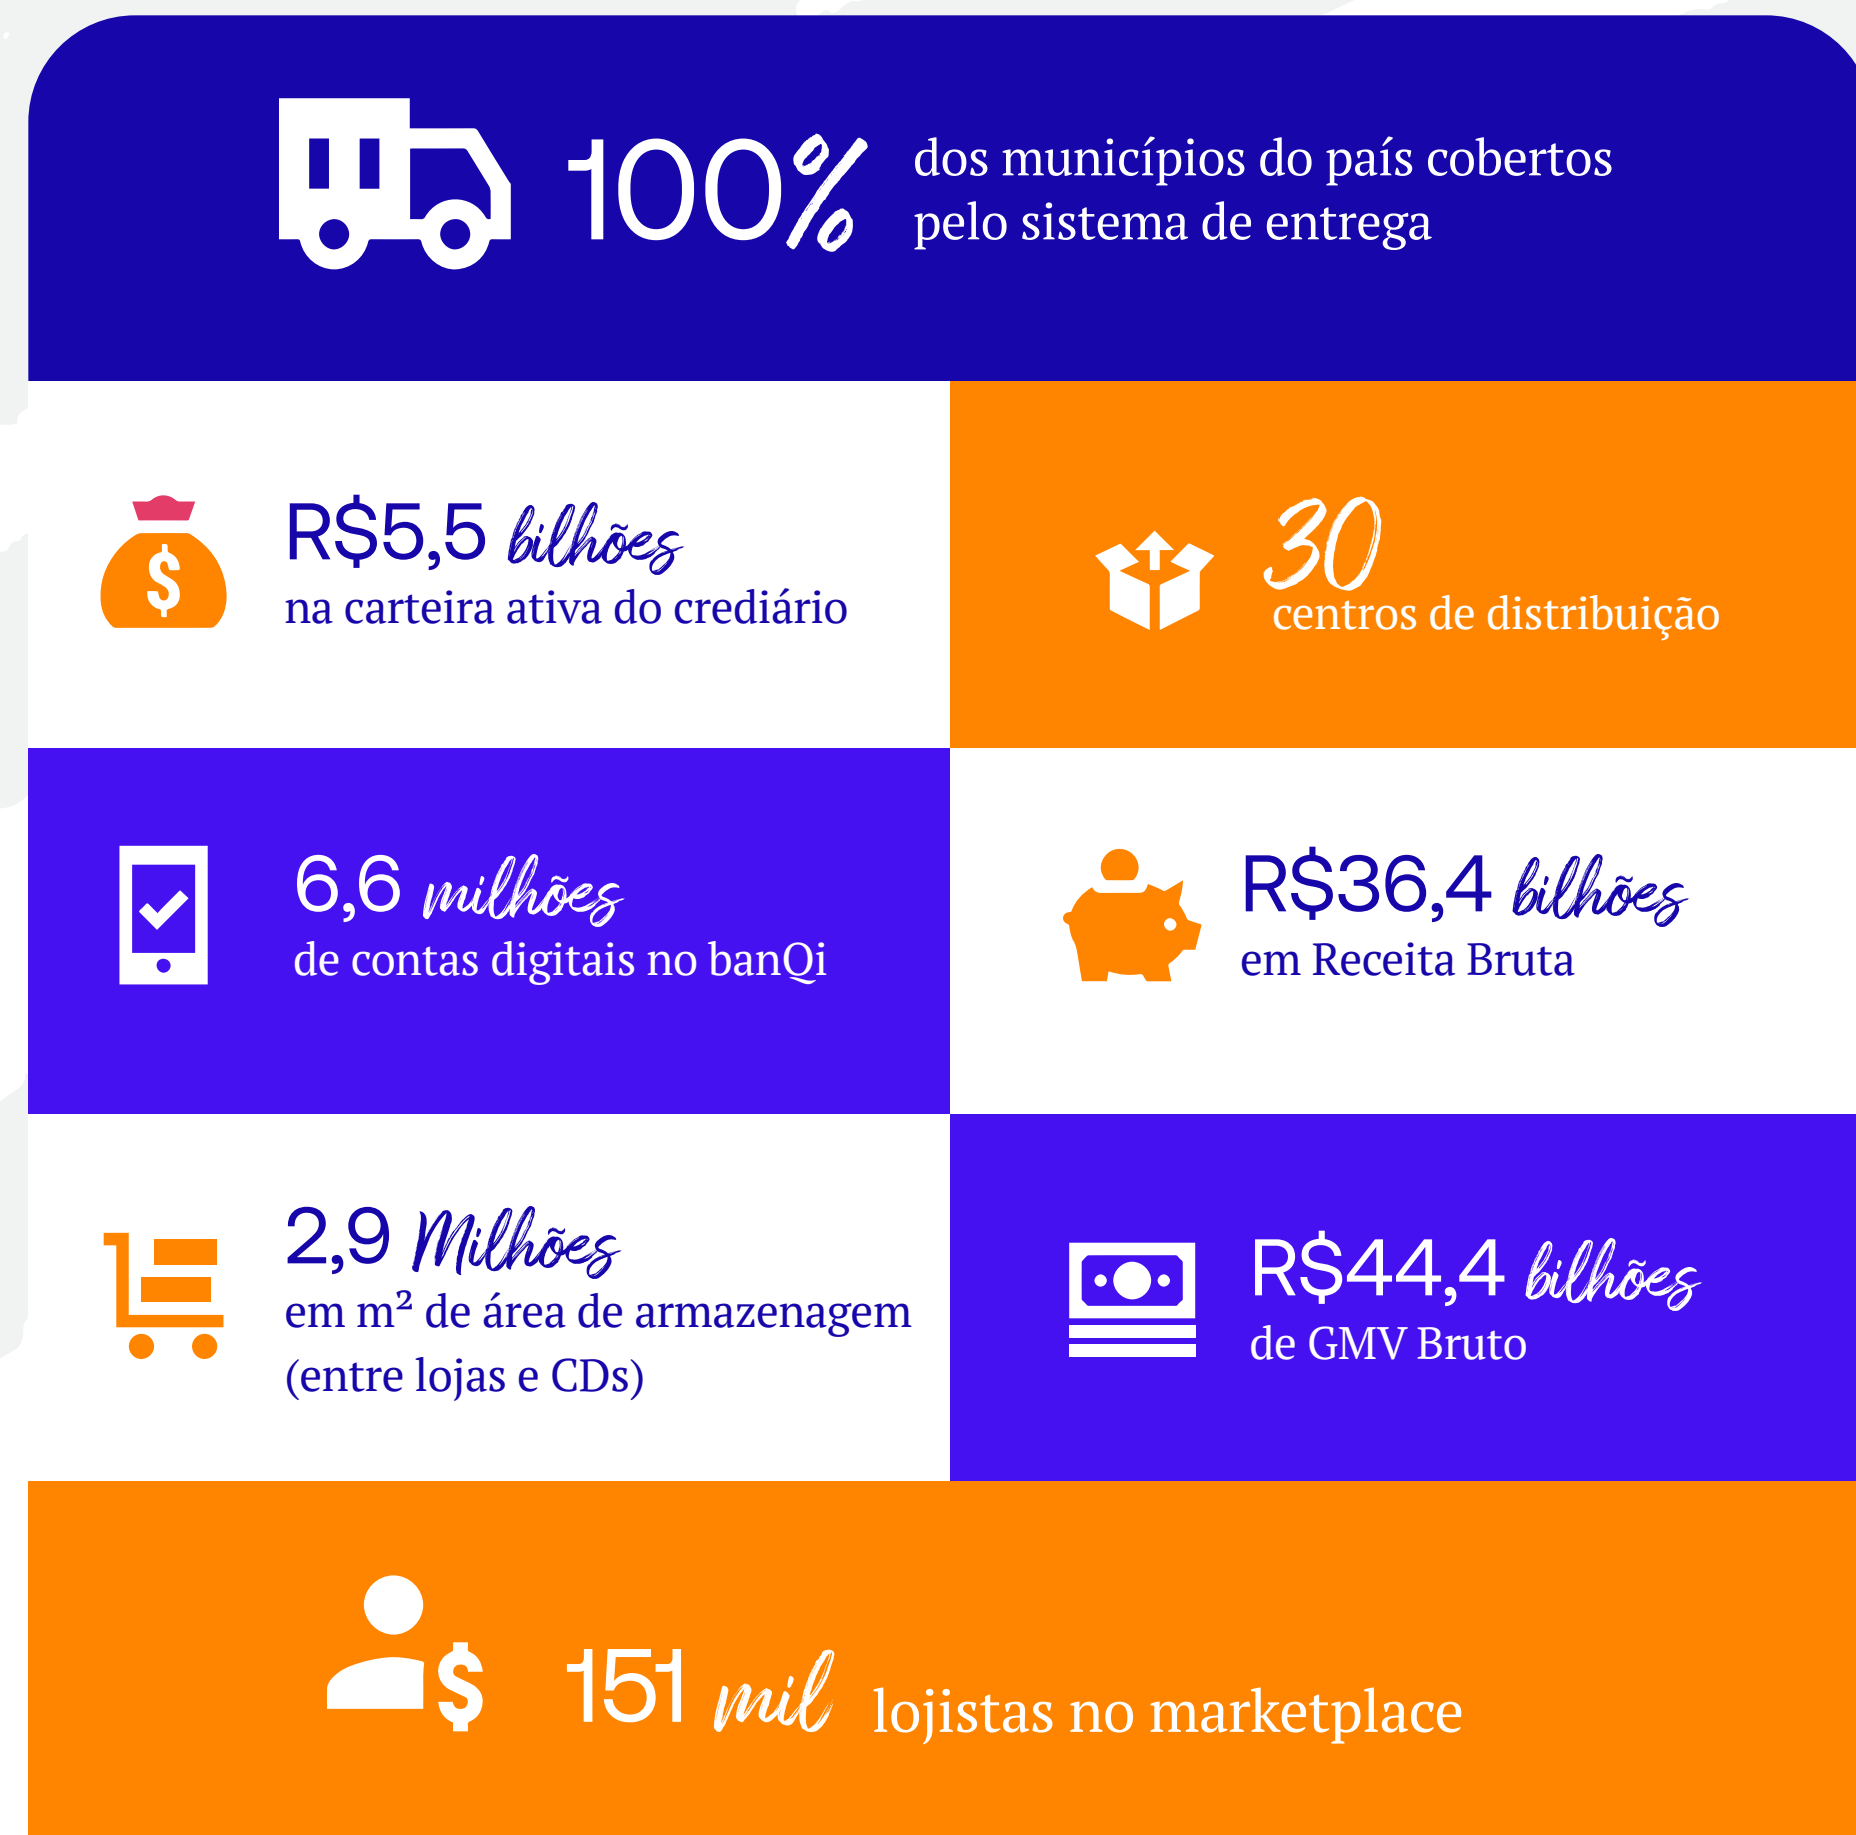 100%
dos municípios do país cobertos
pelo sistema de entrega
R$5,5 bilhões
na carteira ativa do crediário
30
centros de distribuição
6,6 milhões
de contas digitais no banQi
R$36,4 bilhões
em Receita Bruta
2,9 Milhões
em m² de área de armazenagem
(entre lojas e CDs)
R$44,4 bilhões
de GMV Bruto
151 mil lojistas no marketplace